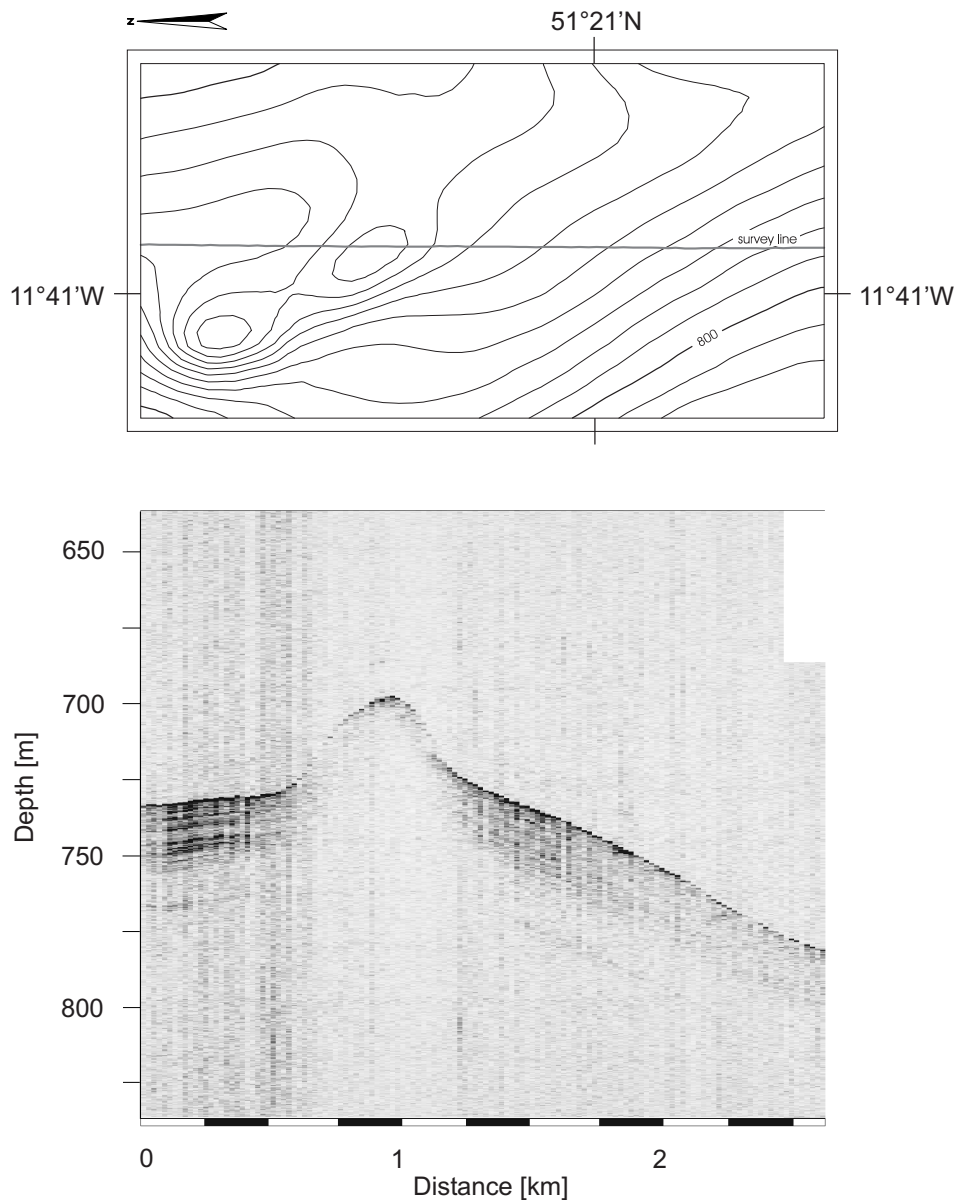 z
51°21'N
survey line
11°41'W
11°41'W
800
650
700
750
800
Depth [m]
0 1 2
Distance [km]